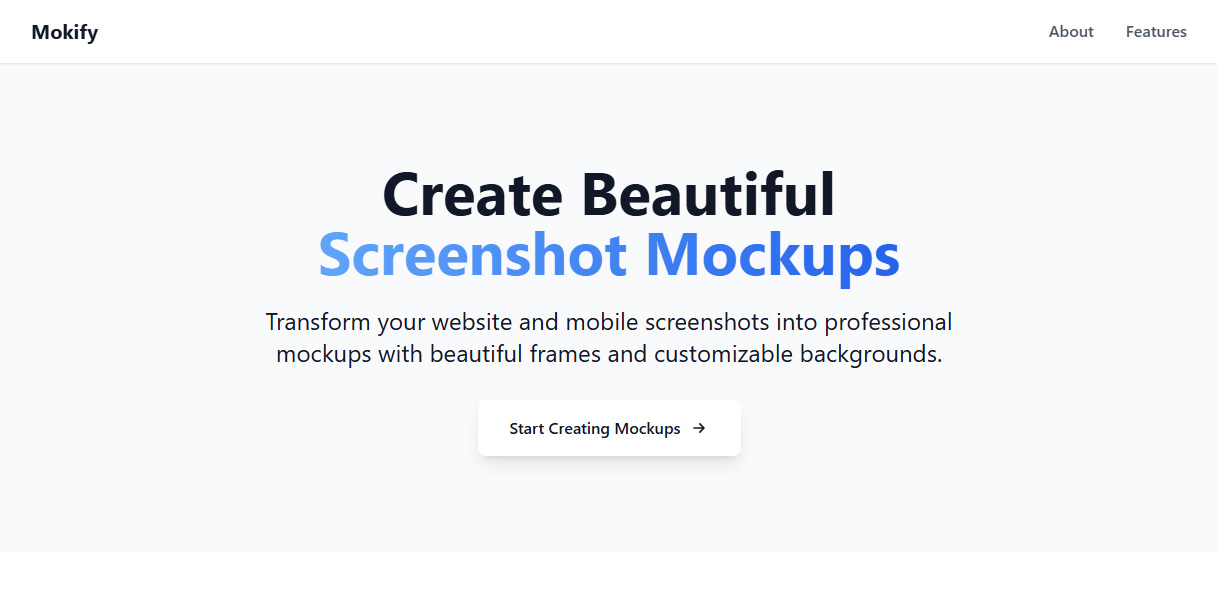 Mokify
About
Features
Create Beautiful
Screenshot Mockups
Transform your website and mobile screenshots into professional
mockups with beautiful frames and customizable backgrounds.
Start Creating Mockups →